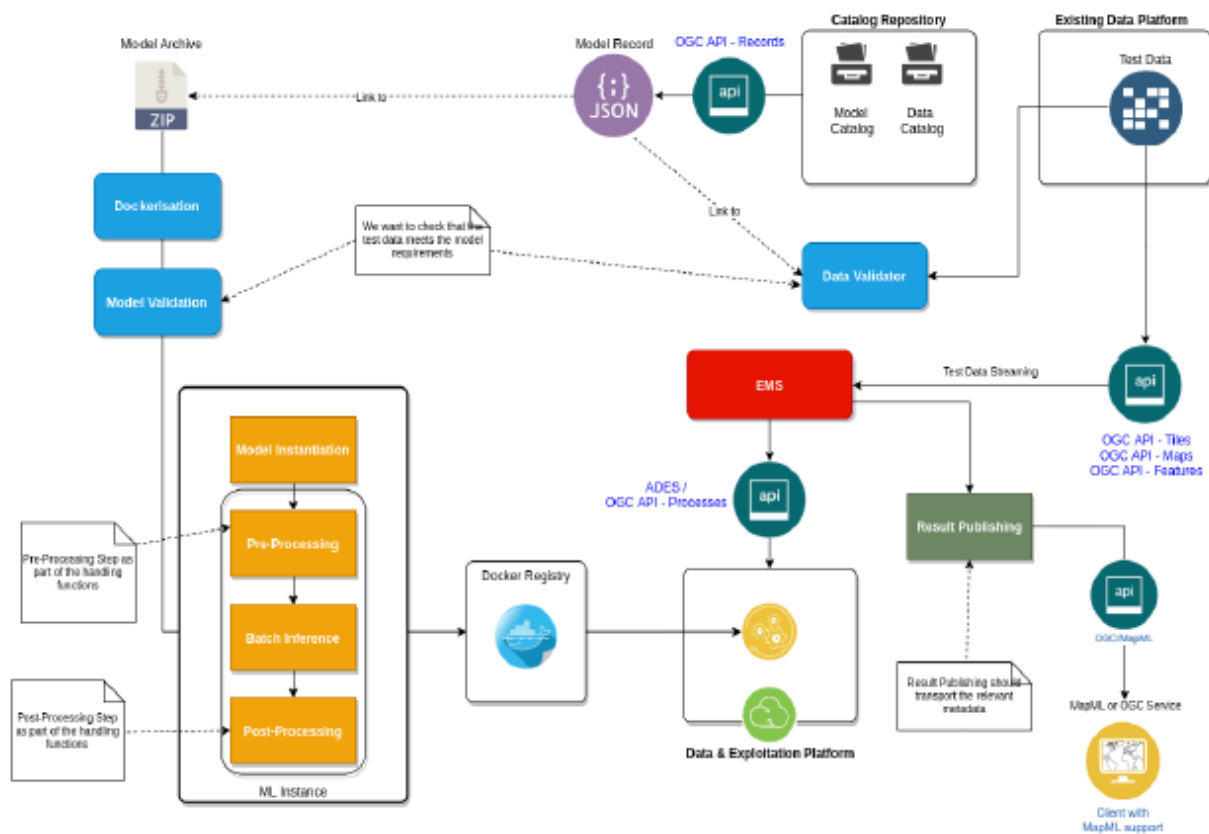 Catalog Repository
Existing Data Platform
Model Archive
Model Record
OGC API - Records
Test Data
{;}
JSON
api
ZIP
Link to
Model
Catalog
Data
Catalog
Dockerisation
We want to check that the
test data meets the model
requirements
Link to
Model Validation
Data Validator
EMS
Test Data Streaming
api
OGC API - Tiles
OGC API - Maps
OGC API - Features
Model Instantiation
ADES /
OGC API - Processes
api
Result Publishing
Pre-Processing
Pre-Processing Step as
part of the handling
functions
Docker Registry
api
OGC/MapML
Batch Inference
Result Publishing should
transport the relevant
metadata
MapML or OGC Service
Post-Processing Step
as part of the handling
functions
Post-Processing
Data & Exploitation Platform
ML Instance
Client with
MapML support